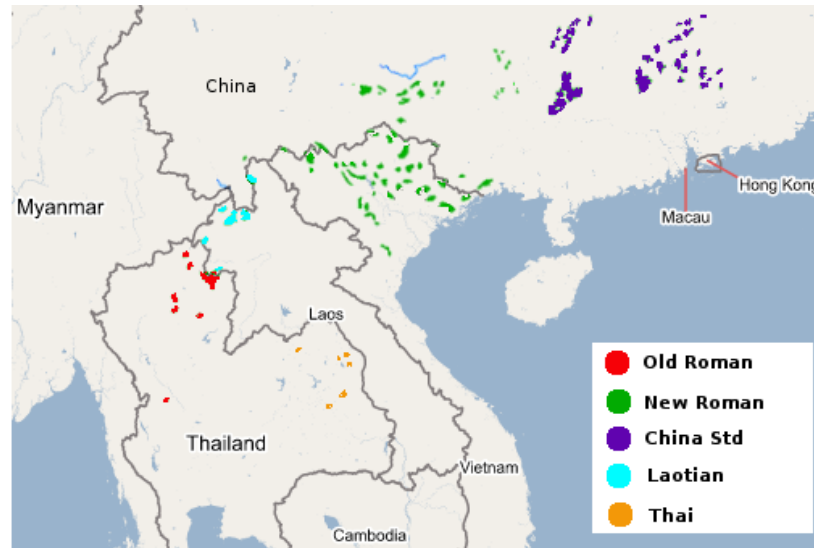 China
Myanmar
Hong Kong
Macau
Laos
Old Roman
New Roman
China Std
Thailand
Vietnam
Laotian
Thai
Cambodia